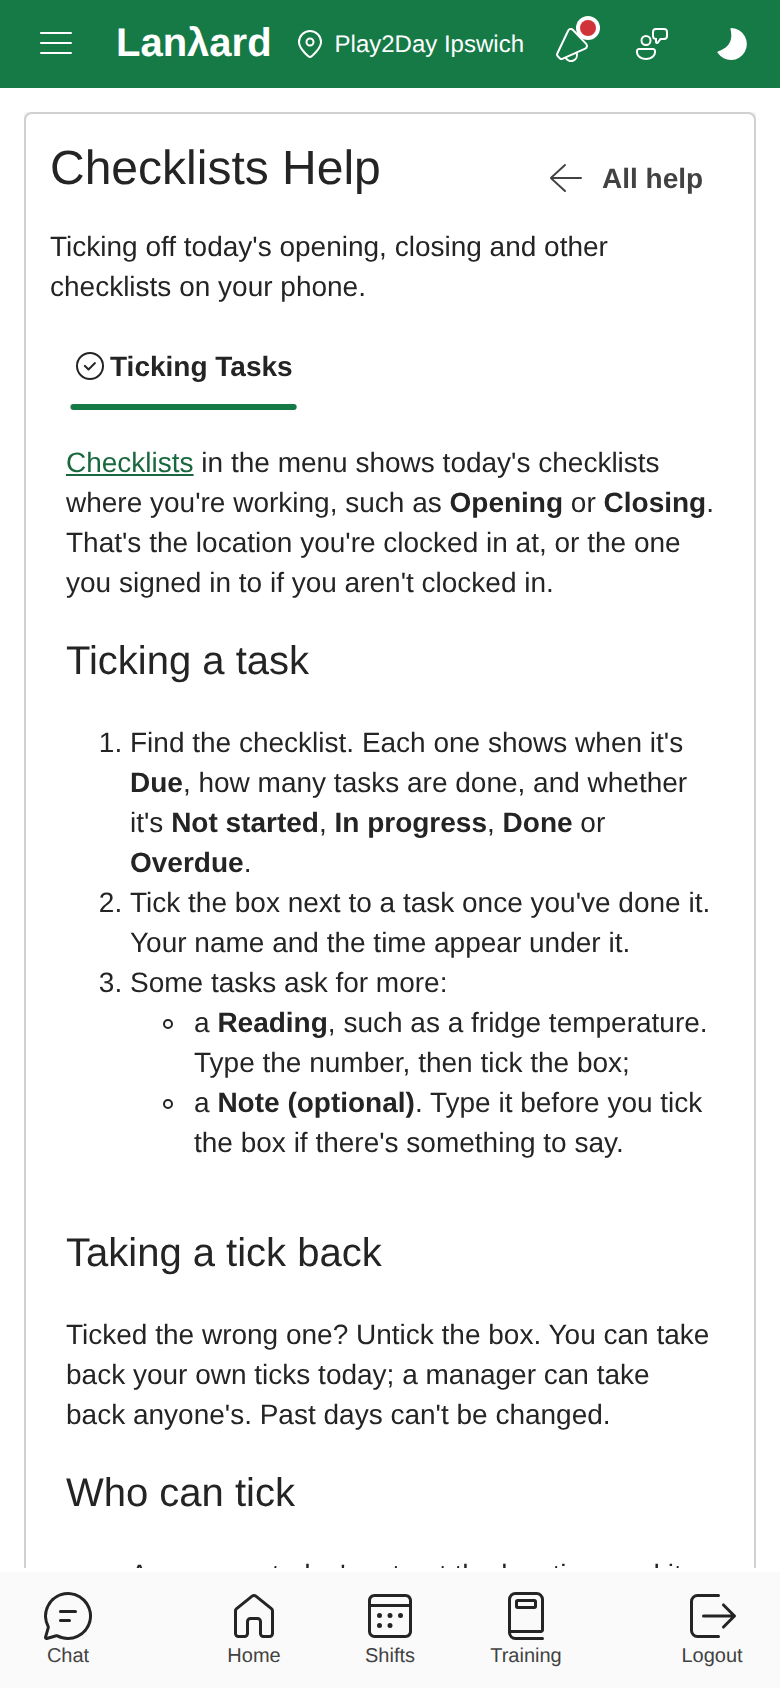 Lanλard
Play2Day Ipswich
Checklists Help
All help
Ticking off today's opening, closing and other
checklists on your phone.
Ticking Tasks
Checklists in the menu shows today's checklists
where you're working, such as Opening or Closing.
That's the location you're clocked in at, or the one
you signed in to if you aren't clocked in.
Ticking a task
1. Find the checklist. Each one shows when it's
Due, how many tasks are done, and whether
it's Not started, In progress, Done or
Overdue.
2. Tick the box next to a task once you've done it.
Your name and the time appear under it.
3. Some tasks ask for more:
a Reading, such as a fridge temperature.
Type the number, then tick the box;
a Note (optional). Type it before you tick
the box if there's something to say.
Taking a tick back
Ticked the wrong one? Untick the box. You can take
back your own ticks today; a manager can take
back anyone's. Past days can't be changed.
Who can tick
Chat
Home
Shifts
Training
Logout